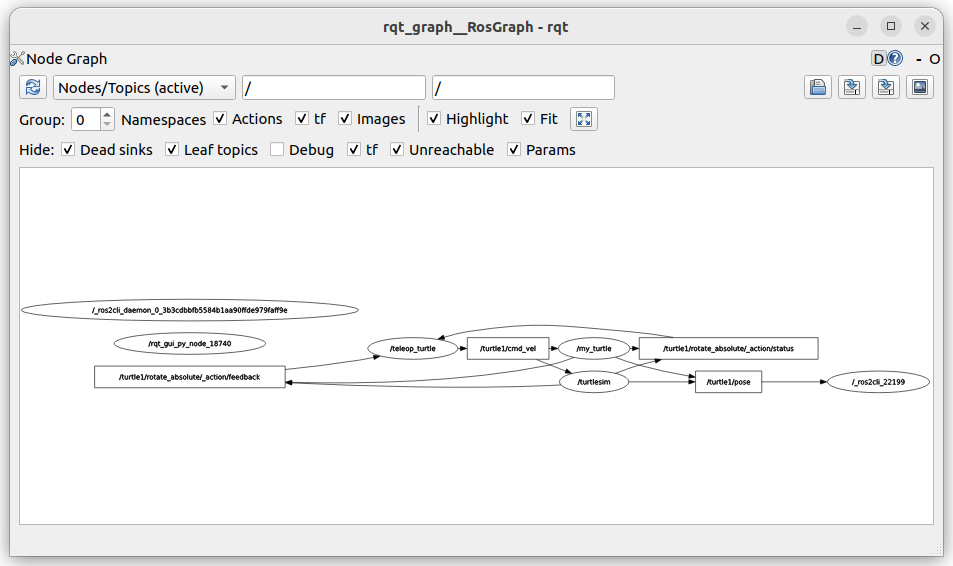 rqt_graph__RosGraph - rqt
Node Graph
D
- O
Nodes/Topics (active) / /
Group: 0 Namespaces Actions tf Images Highlight Fit
Hide: Dead sinks Leaf topics Debug tf Unreachable Params
/_ros2cli_daemon_0_3b3cdbbfb5584b1aa90ffde979faff9e
/rqt_gui_py_node_18740
/teleop_turtle
/turtle1/cmd_vel
/my_turtle
/turtle1/rotate_absolute/_action/status
/turtle1/rotate_absolute/_action/feedback
/turtlesim
/turtle1/pose
/_ros2cli_22199